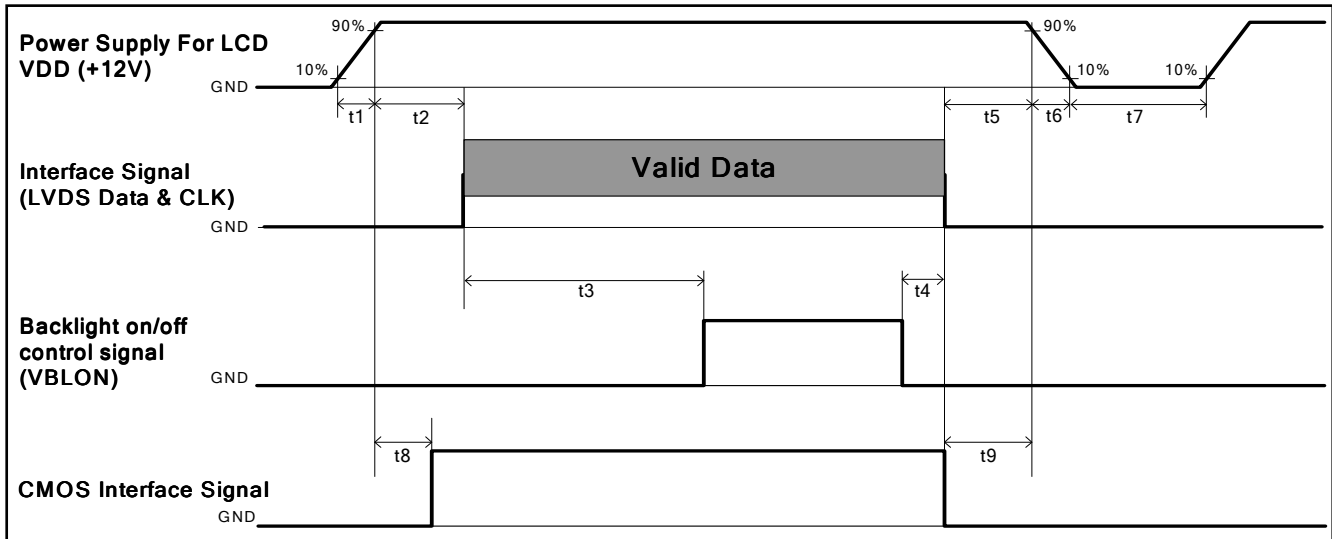 90%
90%
Power Supply For LCD
VDD (+12V)
10%
10%
10%
GND
t1
t2
t5
t6
t7
Valid Data
Interface Signal
(LVDS Data & CLK)
GND
t3
t4
Backlight on/off
control signal
(VBLON)
GND
t8
t9
CMOS Interface Signal
GND